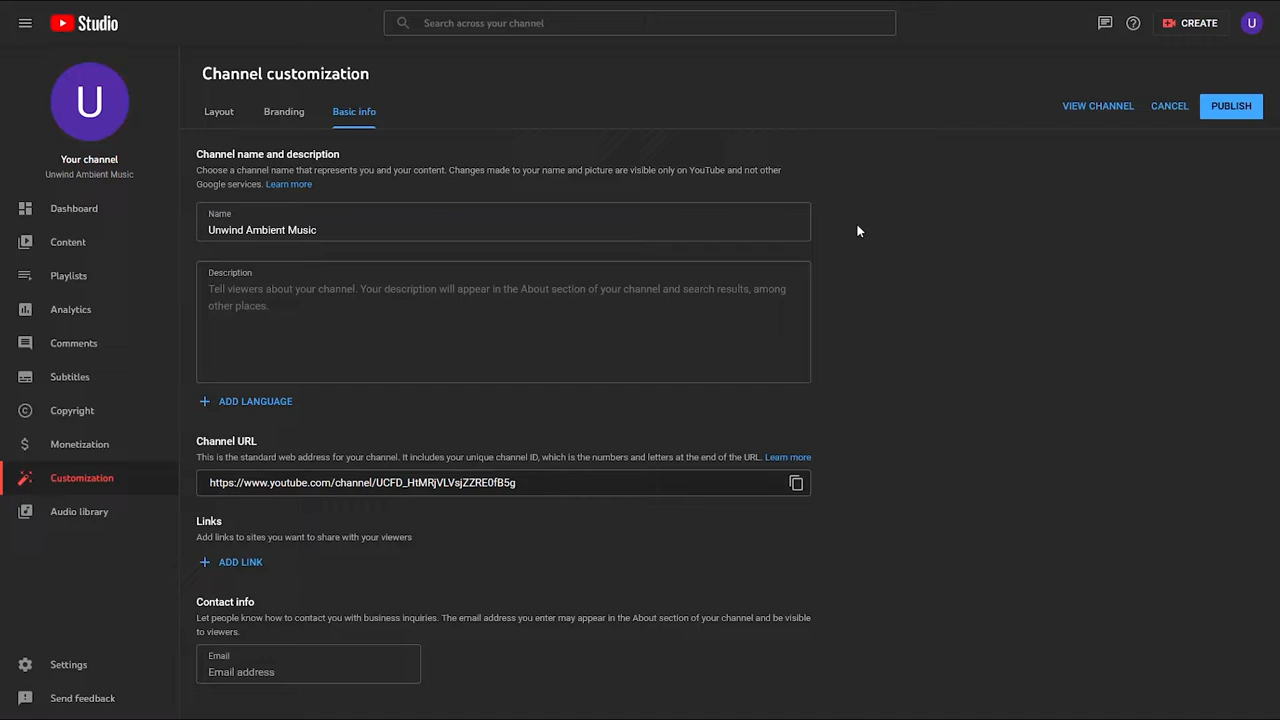 Studio
Search across your channel
CREATE
U
U
Your channel
Unwind Ambient Music
Dashboard
Content
Playlists
Analytics
Comments
Subtitles
Copyright
Monetization
Customization
Audio library
Settings
Send feedback
Channel customization
Layout
Branding
Basic info
VIEW CHANNEL
CANCEL
PUBLISH
Channel name and description
Choose a channel name that represents you and your content. Changes made to your name and picture are visible only on YouTube and not other
Google services. Learn more
Name
Unwind Ambient Music
Description
Tell viewers about your channel. Your description will appear in the About section of your channel and search results, among
other places.
ADD LANGUAGE
Channel URL
This is the standard web address for your channel. It includes your unique channel ID, which is the numbers and letters at the end of the URL. Learn more
https://www.youtube.com/channel/UCFD_HtMRjVLVsjZZRE0fB5g
Links
Add links to sites you want to share with your viewers
ADD LINK
Contact info
Let people know how to contact you with business inquiries. The email address you enter may appear in the About section of your channel and be visible
to viewers.
Email
Email address